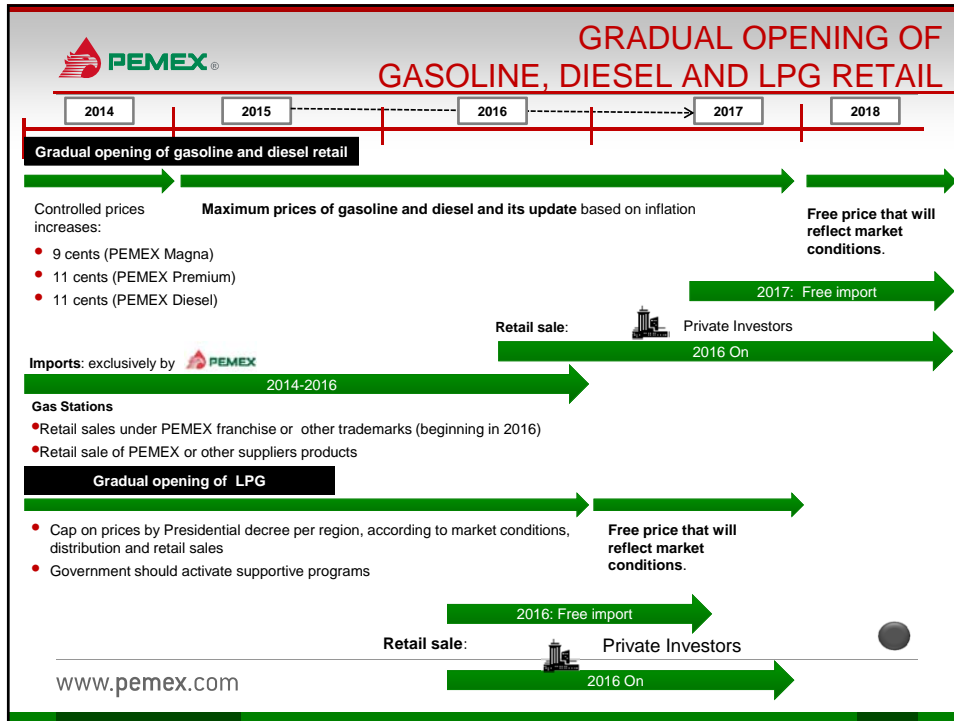 PEMEX ®
GRADUAL OPENING OF
GASOLINE, DIESEL AND LPG RETAIL
2014 2015 2016 2017 2018
Gradual opening of gasoline and diesel retail
Controlled prices
increases:
• 9 cents (PEMEX Magna)
• 11 cents (PEMEX Premium)
• 11 cents (PEMEX Diesel)
Maximum prices of gasoline and diesel and its update based on inflation
Free price that will
reflect market
conditions.
2017: Free import
Retail sale: Private Investors
2016 On
Imports: exclusively by PEMEX
2014-2016
Gas Stations
•Retail sales under PEMEX franchise or other trademarks (beginning in 2016)
•Retail sale of PEMEX or other suppliers products
Gradual opening of LPG
• Cap on prices by Presidential decree per region, according to market conditions,
distribution and retail sales
• Government should activate supportive programs
Free price that will
reflect market
conditions.
2016: Free import
Retail sale: Private Investors
2016 On
www.pemex.com